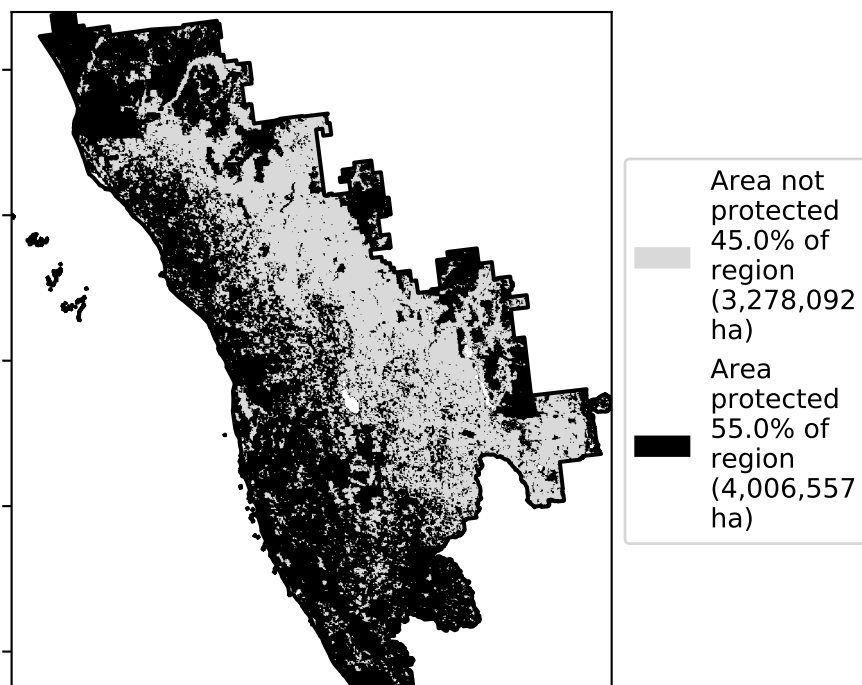 Area not
protected
45.0% of
region
(3,278,092
ha)
Area
protected
55.0% of
region
(4,006,557
ha)